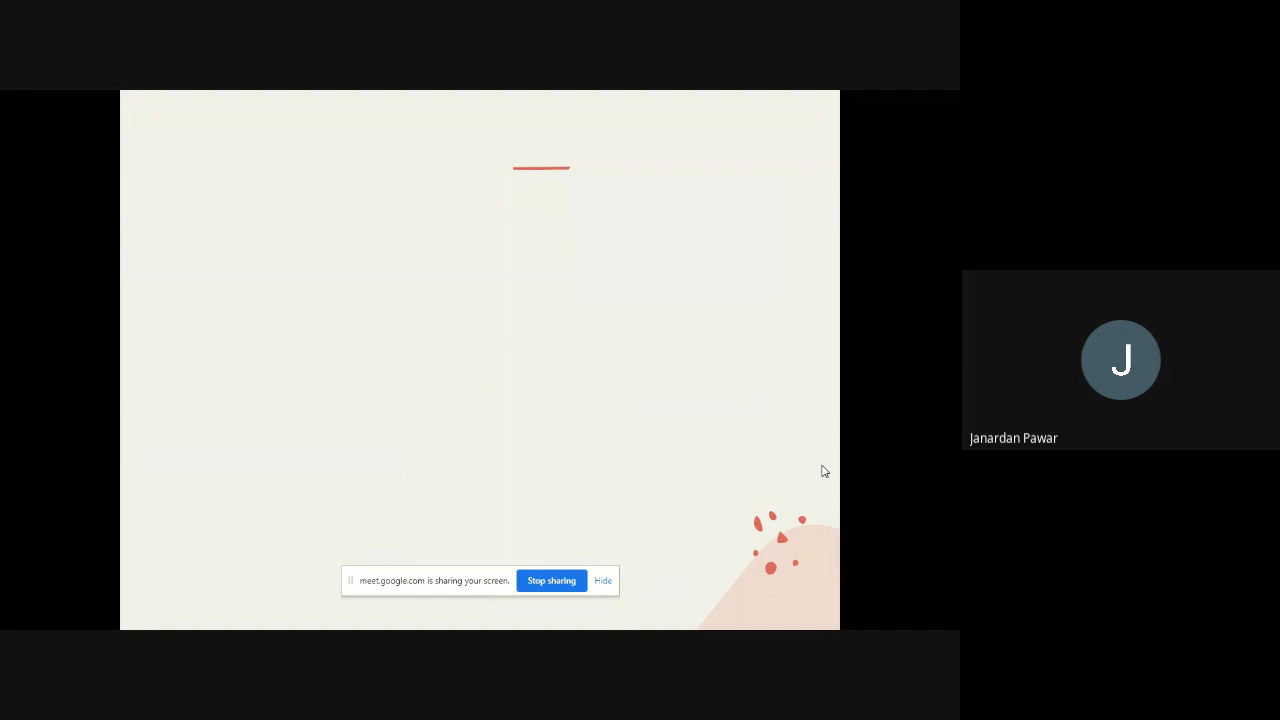 J
Janardan Pawar
meet.google.com is sharing your screen.
Stop sharing
Hide